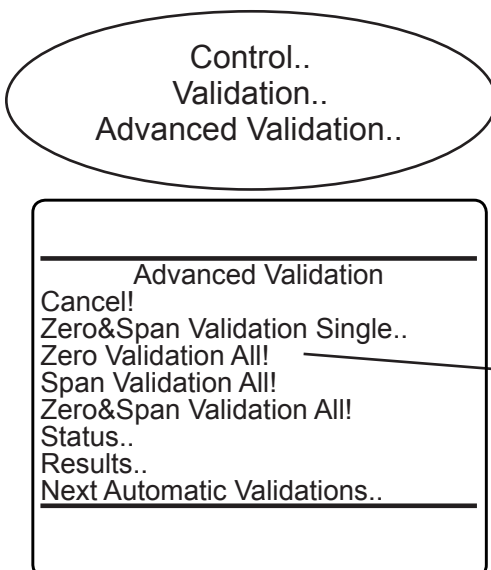 Control..
Validation..
Advanced Validation..
Advanced Validation
Cancel!
Zero&Span Validation Single..
Zero Validation All!
Span Validation All!
Zero&Span Validation All!
Status..
Results..
Next Automatic Validations..